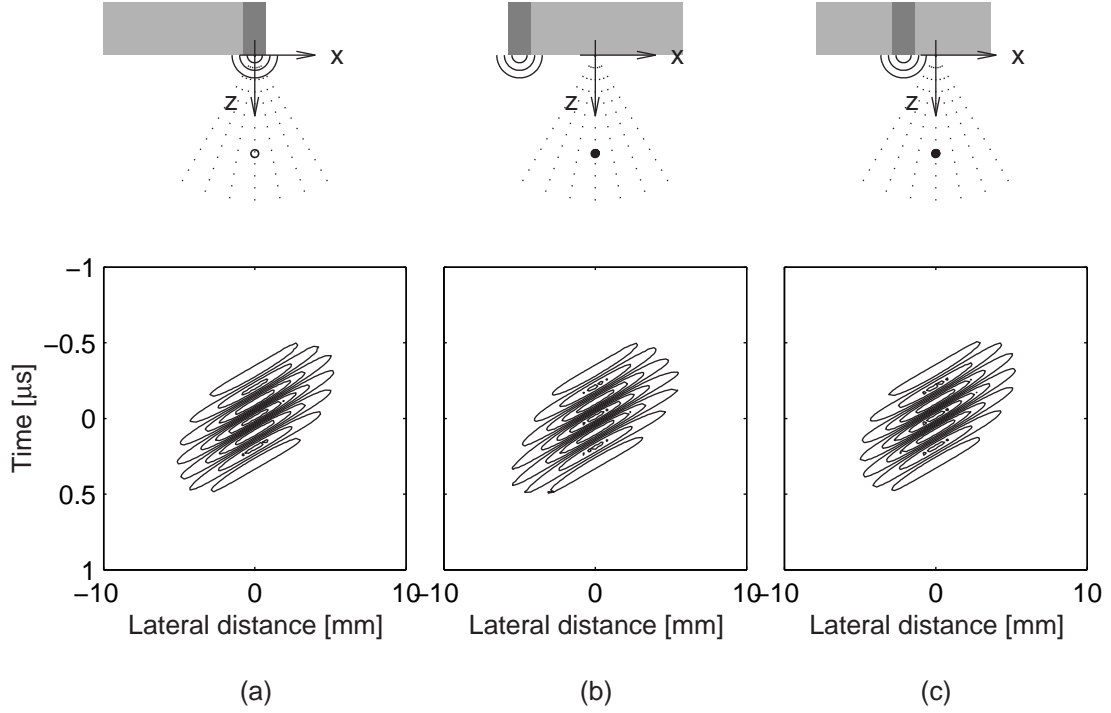 x x x
z z z
−1
−0.5
0
0.5
1
Time [µs]
−10 0 10 −10 0 10 −10 0 10
Lateral distance [mm] Lateral distance [mm] Lateral distance [mm]
(a) (b) (c)